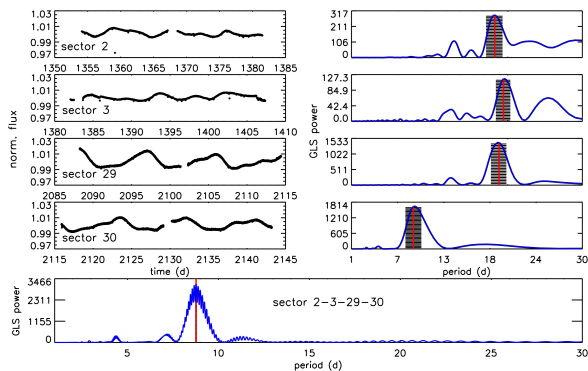 1.03
1.01
0.99
0.97
sector 2
1350 1355 1360 1365 1370 1375 1380 1385
317
211
106
0
1.03
1.01
0.99
0.97
sector 3
1380 1385 1390 1395 1400 1405 1410
127.3
84.9
42.4
0.0
norm. flux
GLS power
1.03
1.01
0.99
0.97
sector 29
2085 2090 2095 2100 2105 2110 2115
1533
1022
511
0
1.03
1.01
0.99
0.97
sector 30
2115 2120 2125 2130 2135 2140 2145
time (d)
1814
1210
605
0
1 7 13 18 24 30
period (d)
3466
2311
1155
0
GLS power
sector 2-3-29-30
5 10 15 20 25 30
period (d)